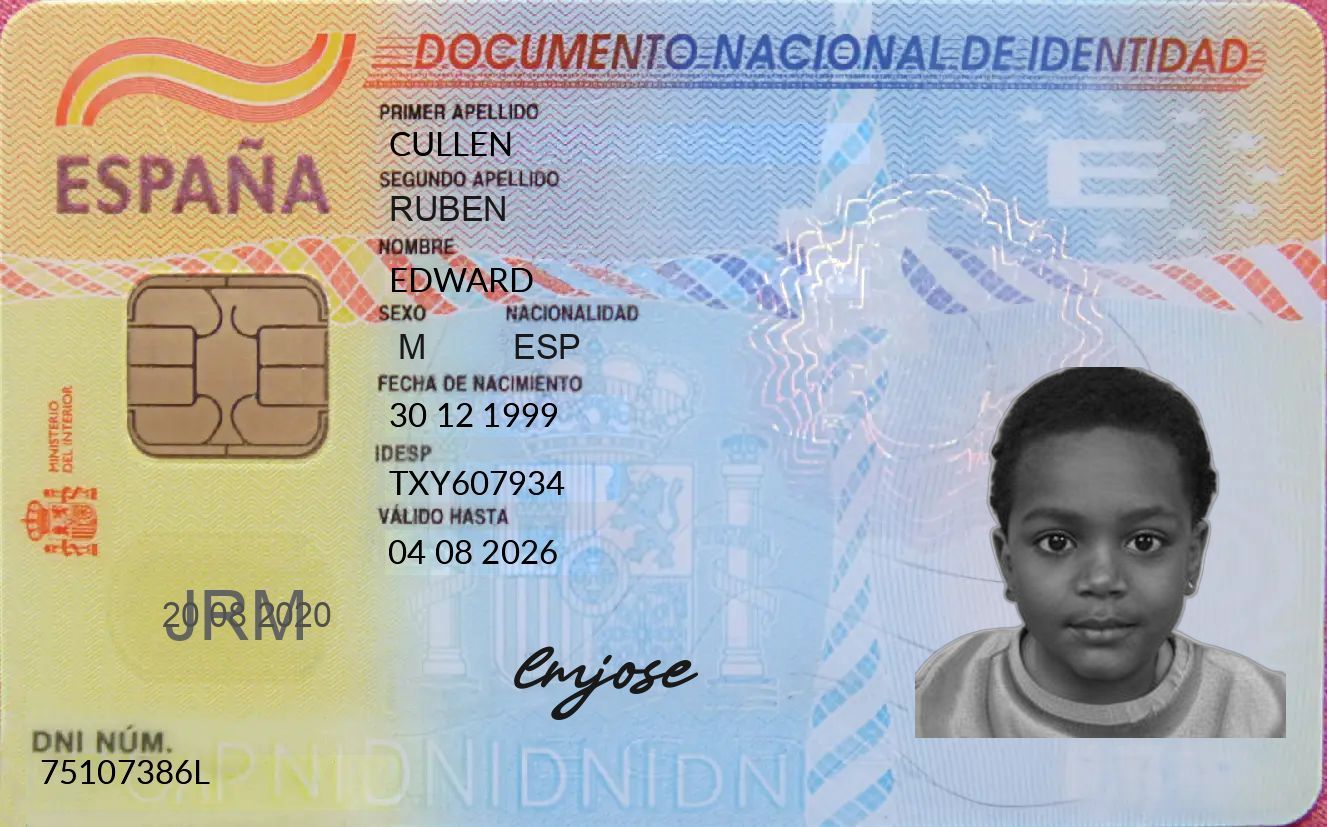 DOCUMENTO NACIONAL DE IDENTIDAD
ESPAÑA
PRIMER APELLIDO
CULLEN
SEGUNDO APELLIDO
RUBEN
NOMBRE
EDWARD
SEXO NACIONALIDAD
M ESP
FECHA DE NACIMIENTO
30 12 1999
IDESP
TXY607934
VÁLIDO HASTA
04 08 2026
MINISTERIO
DEL INTERIOR
JRM
20 08 2020
Emjose
DNI NÚM.
75107386L
E